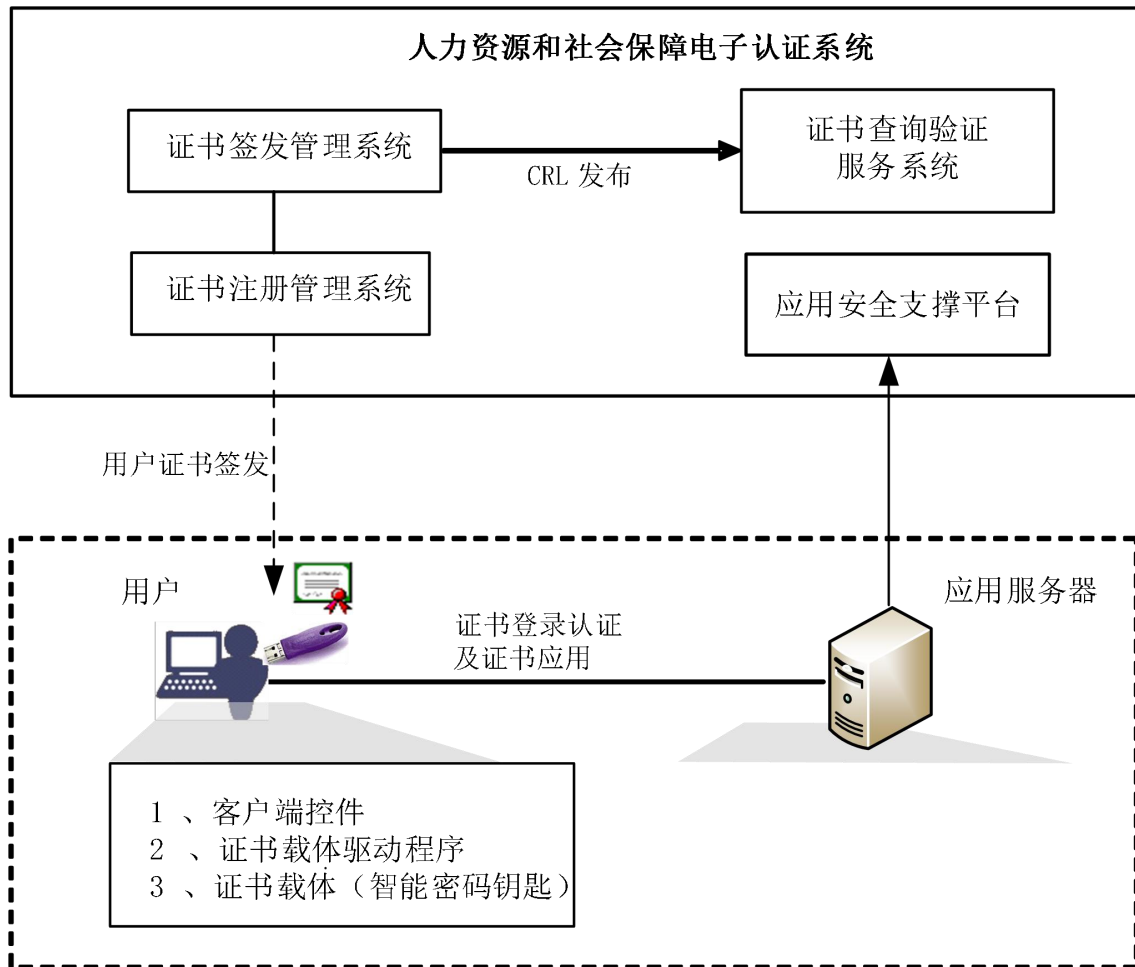 人力资源和社会保障电子认证系统
证书签发管理系统
CRL 发布
证书查询验证
服务系统
证书注册管理系统
应用安全支撑平台
用户证书签发
用户
应用服务器
证书登录认证
及证书应用
1 、客户端控件
2 、证书载体驱动程序
3 、证书载体（智能密码钥匙）